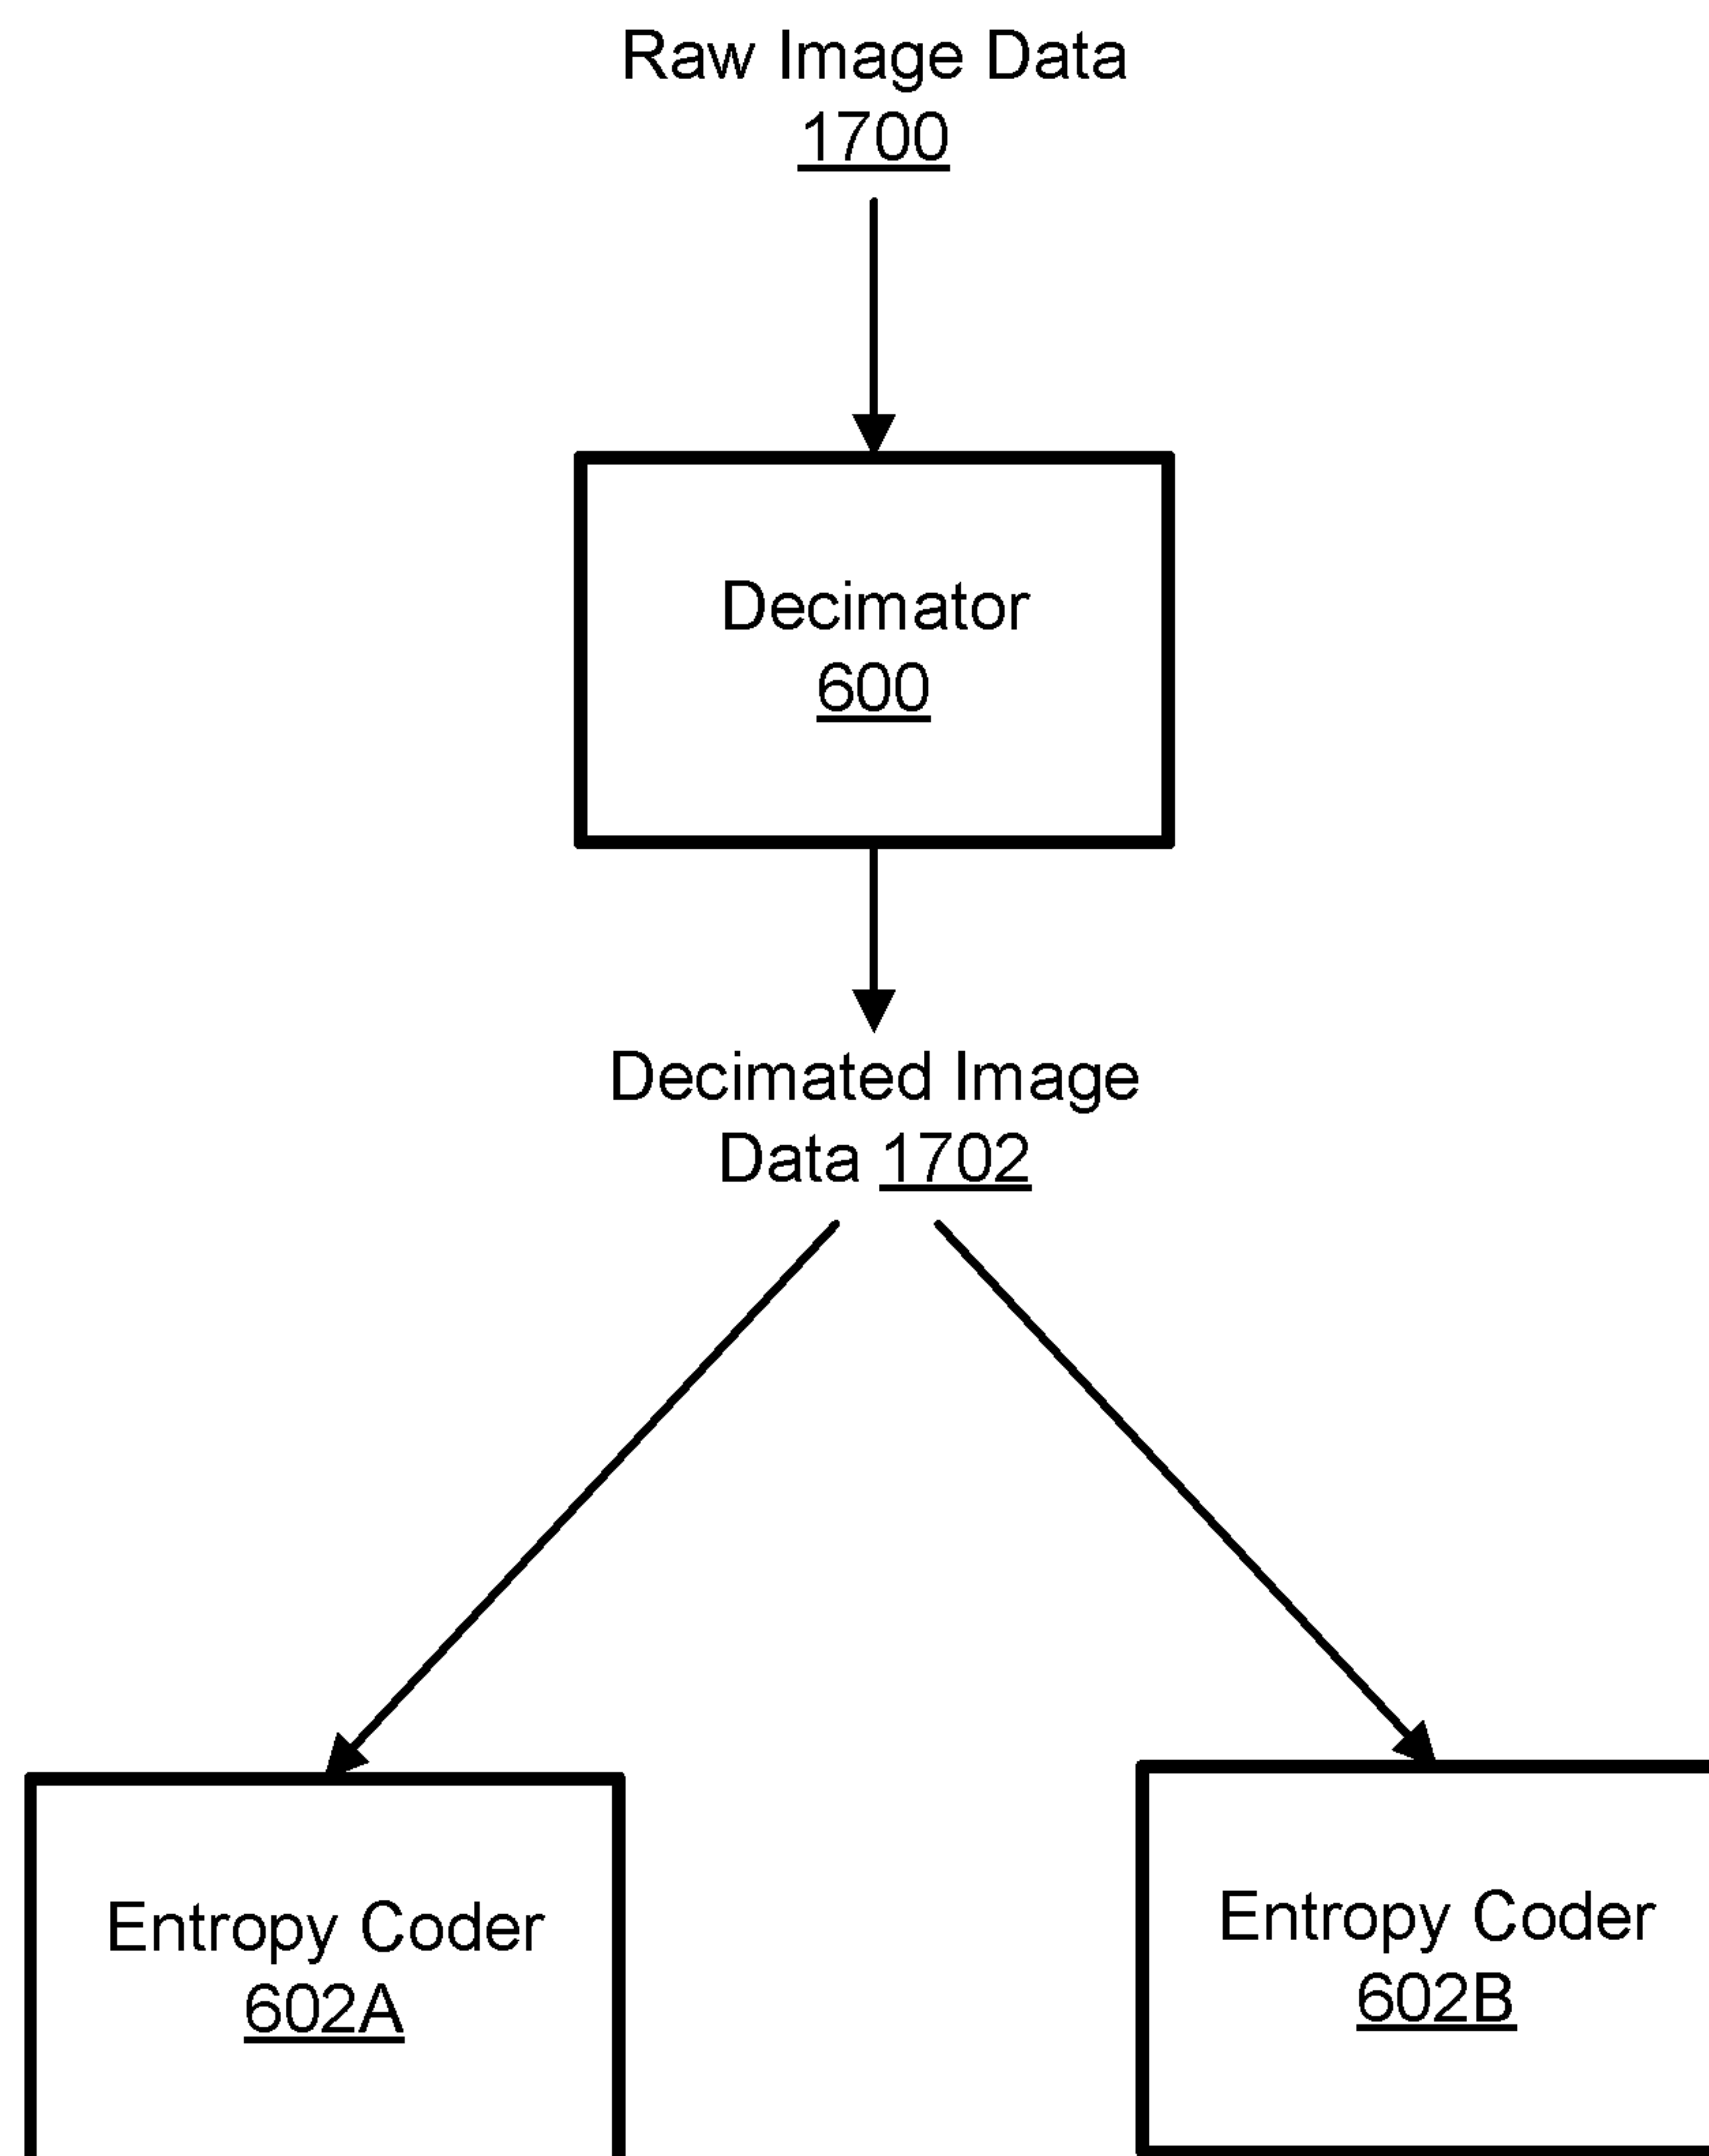 Raw Image Data
1700
Decimator
600
Decimated Image
Data 1702
Entropy Coder
602A
Entropy Coder
602B